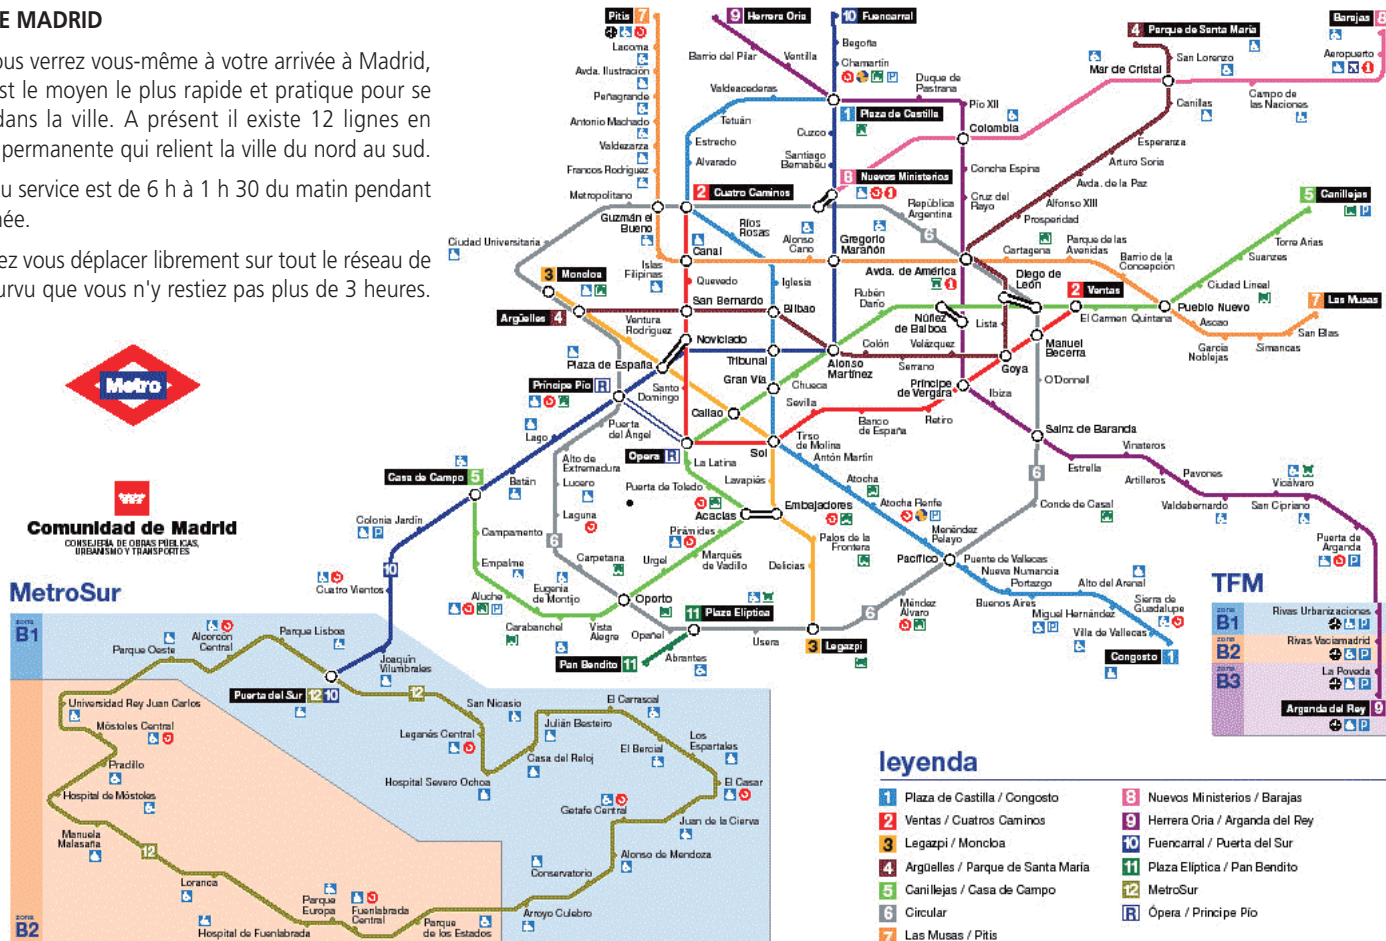 E MADRID
ous verrez vous-même à votre arrivée à Madrid,
st le moyen le plus rapide et pratique pour se
dans la ville. A présent il existe 12 lignes en
permanente qui relient la ville du nord au sud.
u service est de 6 h à 1 h 30 du matin pendant
née.
ez vous déplacer librement sur tout le réseau de
urvu que vous n'y restiez pas plus de 3 heures.
Metro
Comunidad de Madrid
CONSEJERÍA DE OBRAS PÚBLICAS,
URBANISMO Y TRANSPORTES
Pitis 7
9 Herrera Oria
10 Fuencarral
4 Parque de Santa María
Barajas 8
Lacoma
Avda. Ilustración
Peñagrande
Antonio Machado
Valdezarza
Francos Rodríguez
Metropolitano
Ciudad Universitaria
Guzmán el
Bueno
Barrio del Pilar
Ventilla
Begoña
Chamartín
Duque de
Pastrana
Valdeacederas
Tetuán
Estrecho
Alvarado
1 Plaza de Castilla
Cuzco
Santiago
Bernabéu
Pío XII
Colombia
Concha Espina
Cruz del
Rayo
Mar de Cristal
San Lorenzo
Canillas
Campo de
las Naciones
Aeropuerto
Esperanza
Arturo Soria
Avda. de la Paz
Alfonso XIII
Prosperidad
2 Cuatro Caminos
8 Nuevos Ministerios
República
Argentina
6
5 Canillejas
Torre Arias
Suanzes
Ciudad Lineal
Pueblo Nuevo
Ríos
Rosas
Canal
Islas
Filipinas
Quevedo
Alonso
Cano
Gregorio
Marañón
Iglesia
Avda. de América
Cartagena
Parque de las
Avenidas
Barrio de la
Concepción
Diego de
León
2 Ventas
El Carmen
Quintana
7 Las Musas
San Blas
Simancas
García
Noblejas
Ascao
3 Moncloa
Argüelles 4
Ventura
Rodríguez
San Bernardo
Bilbao
Rubén
Darío
Núñez
de Balboa
Lista
Manuel
Becerra
Goya
O'Donnell
Noviciado
Plaza de España
Tribunal
Alonso
Martínez
Colón
Serrano
Velázquez
Príncipe
de Vergara
Ibiza
Príncipe Pío R
Santo
Domingo
Gran Vía
Chueca
Callao
Sevilla
Banco
de España
Retiro
Sainz de Baranda
Lago
Puerta
del Ángel
Opera R
Sol
Tirso
de Molina
Antón Martín
Atocha
Atocha Renfe
Menéndez
Pelayo
Pacífico
Casa de Campo 5
Batán
Colonia Jardín
Cuatro Vientos
10
Alto de
Extremadura
Lucero
Laguna
6
Carpetana
La Latina
Puerta de Toledo
Acacias
Pirámides
Lavapiés
Embajadores
Palos de la
Frontera
Delicias
Marqués
de Vadillo
Urgel
Oporto
Campamento
Empalme
Aluche
Eugenia
de Montijo
Carabanchel
Vista
Alegre
Opañel
11 Plaza Elíptica
Usera
3 Legazpi
6
Méndez
Álvaro
Pan Bendito 11
Abrantes
6
Conde de Casal
Estrella
Vinateros
Artilleros
Pavones
Valdebernardo
Vicálvaro
San Cipriano
Puerta de
Arganda
Puente de Vallecas
Nueva Numancia
Portazgo
Buenos Aires
Alto del Arenal
Miguel Hernández
Sierra de
Guadalupe
Villa de Vallecas
Congosto 1
TFM
zona
B1
Rivas Urbanizaciones
zona
B2
Rivas Vaciamadrid
zona
B3
La Poveda
Arganda del Rey 9
MetroSur
zona
B1
Parque Oeste
Alcorcón
Central
Parque Lisboa
Joaquín
Vilumbrales
Puerta del Sur 12 10
12
Universidad Rey Juan Carlos
Móstoles Central
Pradillo
Hospital de Móstoles
Manuela
Malasaña
12
Loranca
Hospital de Fuenlabrada
Parque
Europa
Fuenlabrada
Central
Parque
de los Estados
Arroyo Culebro
Conservatorio
Alonso de Mendoza
Getafe Central
Juan de la Cierva
El Casar
Los
Espartales
El Bercial
El Carrascal
Julián Besteiro
Casa del Reloj
Hospital Severo Ochoa
Leganés Central
San Nicasio
zona
B2
leyenda
1 Plaza de Castilla / Congosto
2 Ventas / Cuatros Caminos
3 Legazpi / Moncloa
4 Argüelles / Parque de Santa María
5 Canillejas / Casa de Campo
6 Circular
7 Las Musas / Pitis
8 Nuevos Ministerios / Barajas
9 Herrera Oria / Arganda del Rey
10 Fuencarral / Puerta del Sur
11 Plaza Elíptica / Pan Bendito
12 MetroSur
R Ópera / Principe Pío